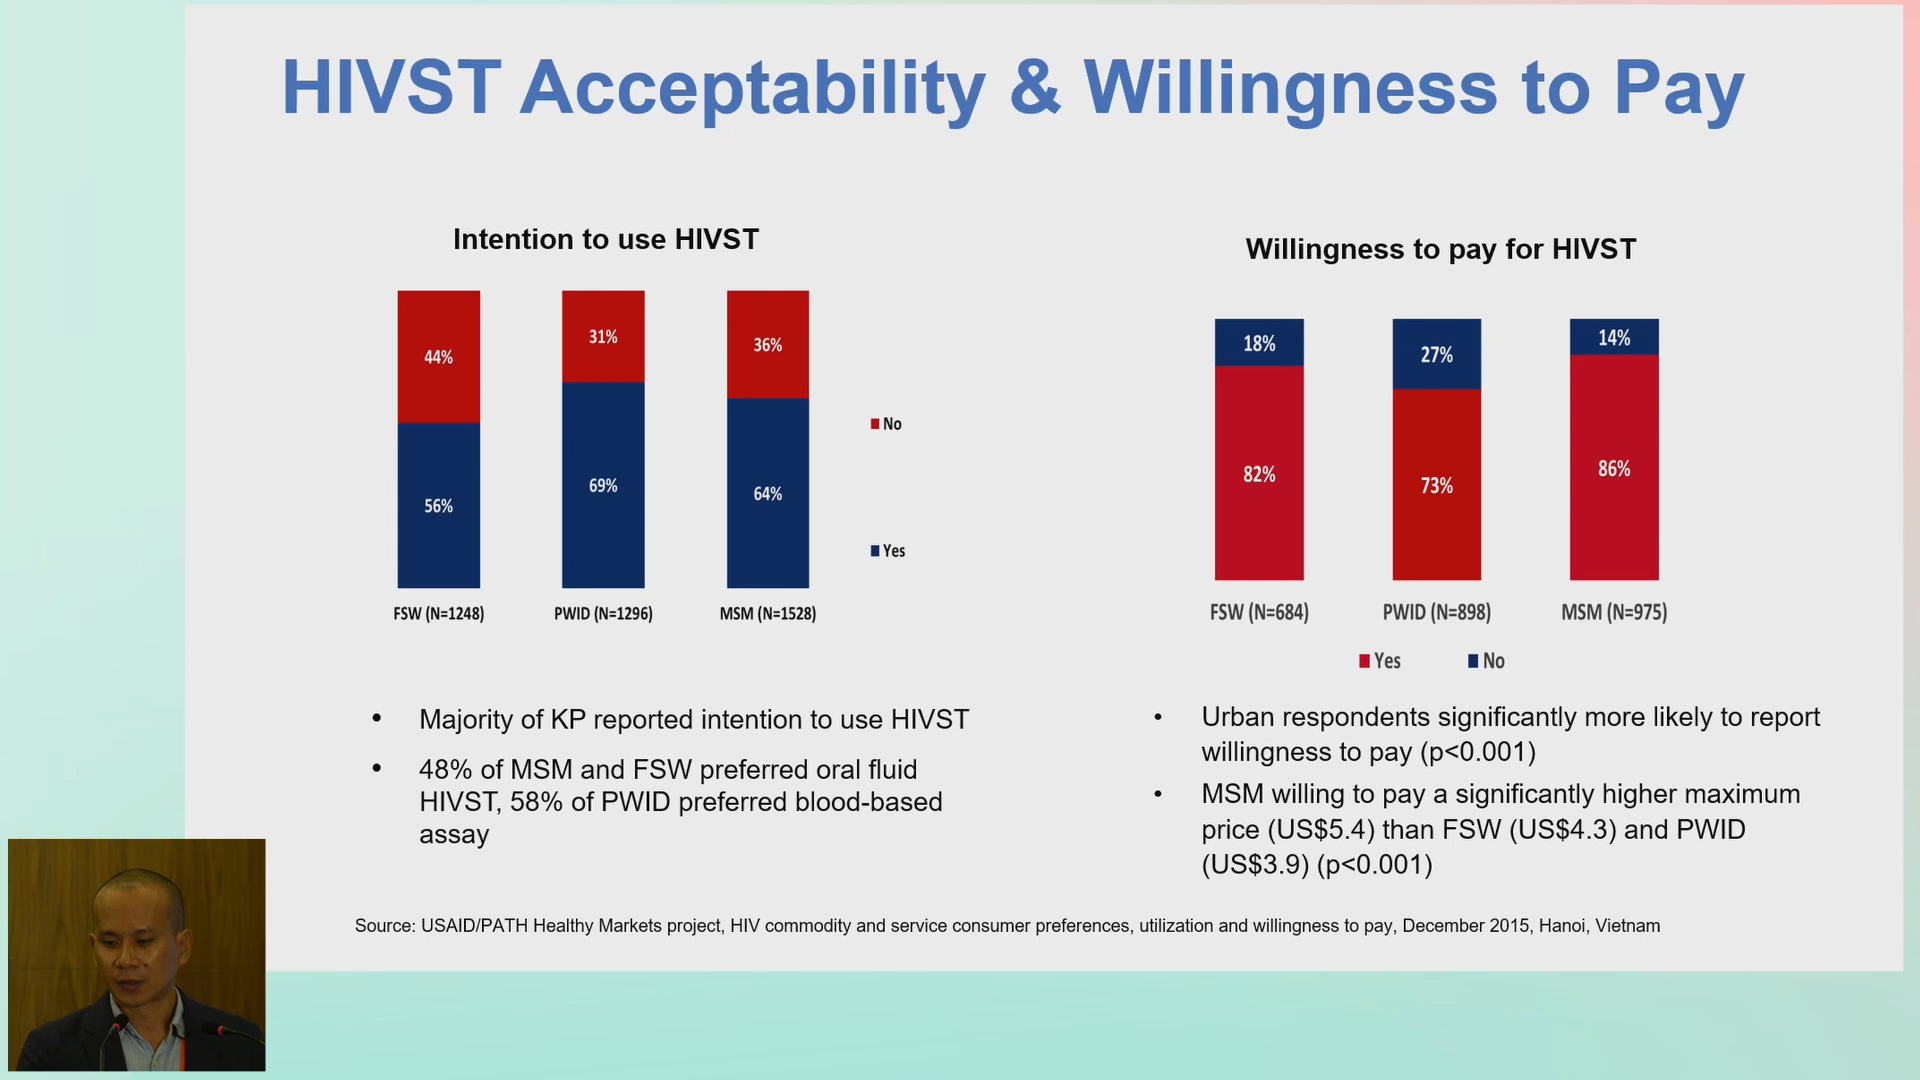 HIVST Acceptability & Willingness to Pay
Intention to use HIVST
44%
31%
36%
56%
69%
64%
No
Yes
FSW (N=1248)
PWID (N=1296)
MSM (N=1528)
• Majority of KP reported intention to use HIVST
• 48% of MSM and FSW preferred oral fluid
HIVST, 58% of PWID preferred blood-based
assay
Willingness to pay for HIVST
18%
27%
14%
82%
73%
86%
FSW (N=684)
PWID (N=898)
MSM (N=975)
Yes
No
• Urban respondents significantly more likely to report
willingness to pay (p<0.001)
• MSM willing to pay a significantly higher maximum
price (US$5.4) than FSW (US$4.3) and PWID
(US$3.9) (p<0.001)
Source: USAID/PATH Healthy Markets project, HIV commodity and service consumer preferences, utilization and willingness to pay, December 2015, Hanoi, Vietnam